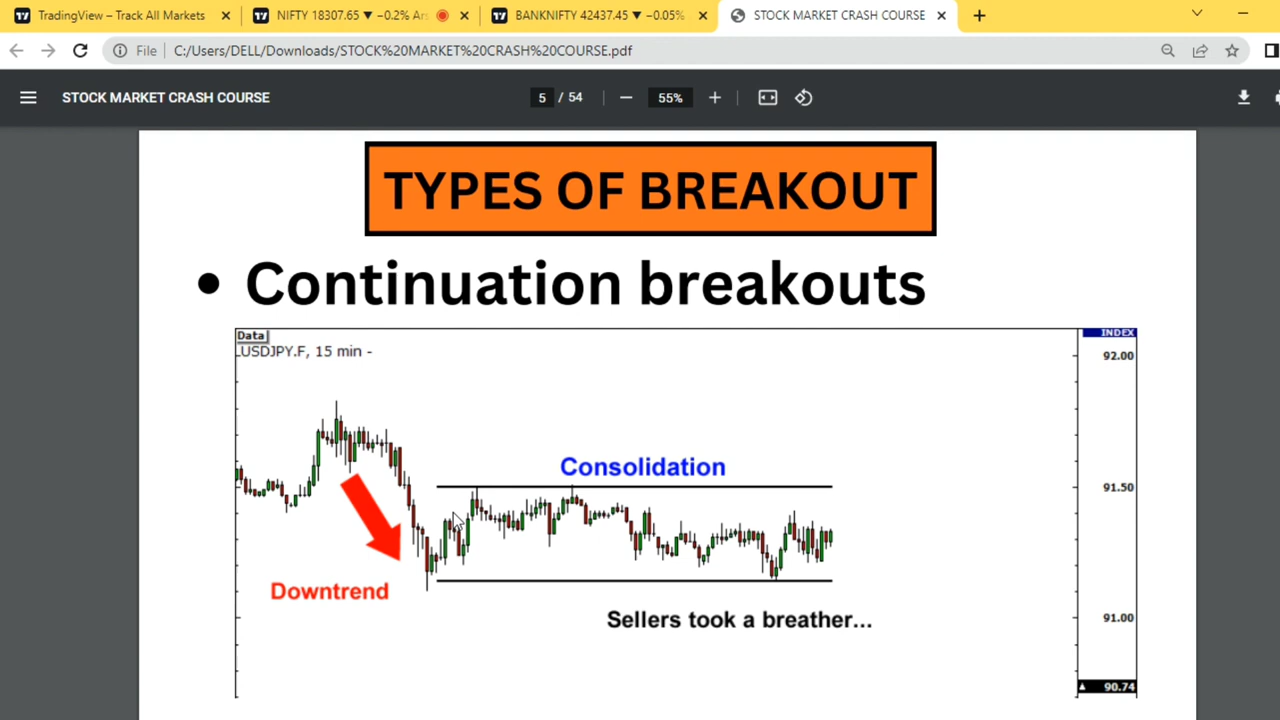 TradingView – Track All Markets
NIFTY 18307.65 ▼ −0.2% Ar
BANKNIFTY 42437.45 ▼ −0.05%
STOCK MARKET CRASH COURSE
File
C:/Users/DELL/Downloads/STOCK%20MARKET%20CRASH%20COURSE.pdf
STOCK MARKET CRASH COURSE
5 / 54
55%
TYPES OF BREAKOUT
• Continuation breakouts
Data
USDJPY.F, 15 min -
INDEX
92.00
Consolidation
91.50
Downtrend
Sellers took a breather...
91.00
90.74